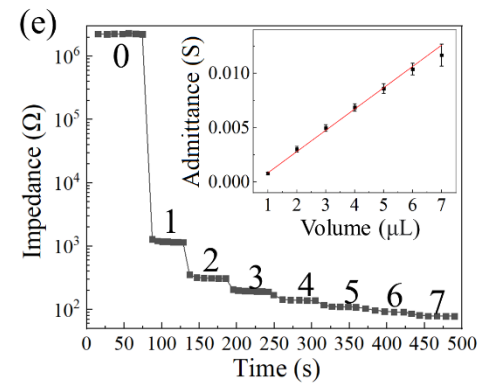 (e)
Impedance (Ω)
10^6
10^5
10^4
10^3
10^2
0 1 2 3 4 5 6 7
0 50 100 150 200 250 300 350 400 450 500
Time (s)
Admittance (S)
0.010
0.005
0.000
1 2 3 4 5 6 7
Volume (μL)